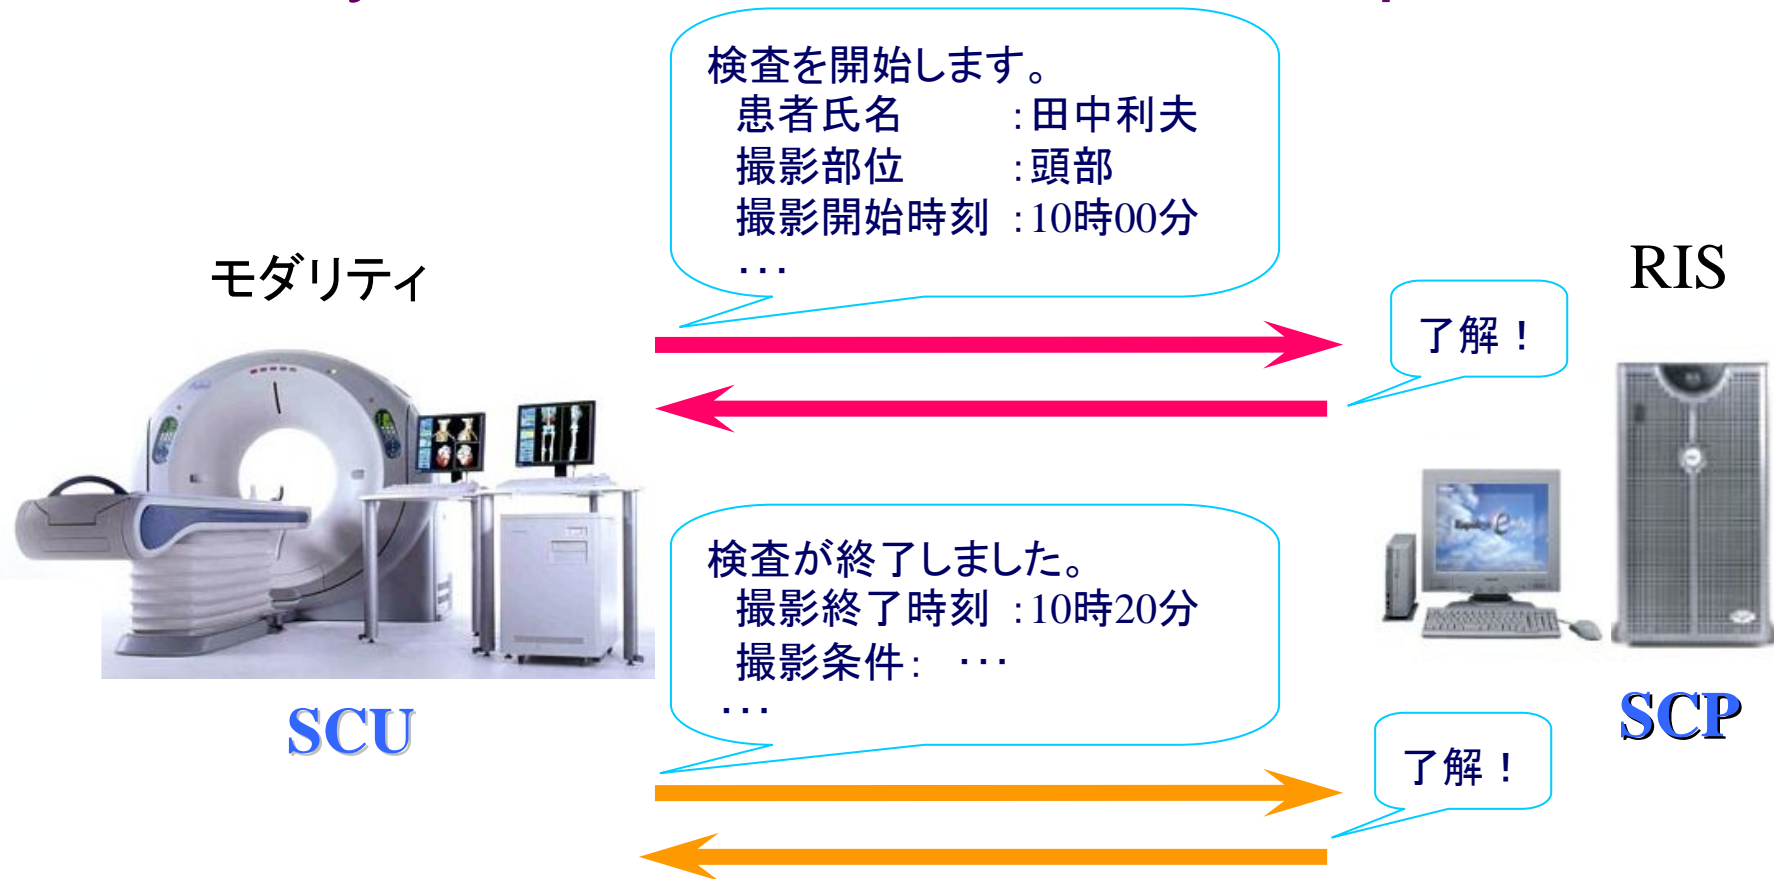 検査を開始します。
患者氏名 :田中利夫
撮影部位 :頭部
撮影開始時刻 :10時00分
・・・
モダリティ
RIS
了解！
検査が終了しました。
撮影終了時刻 :10時20分
撮影条件: ・・・
・・・
SCU
SCP
了解！